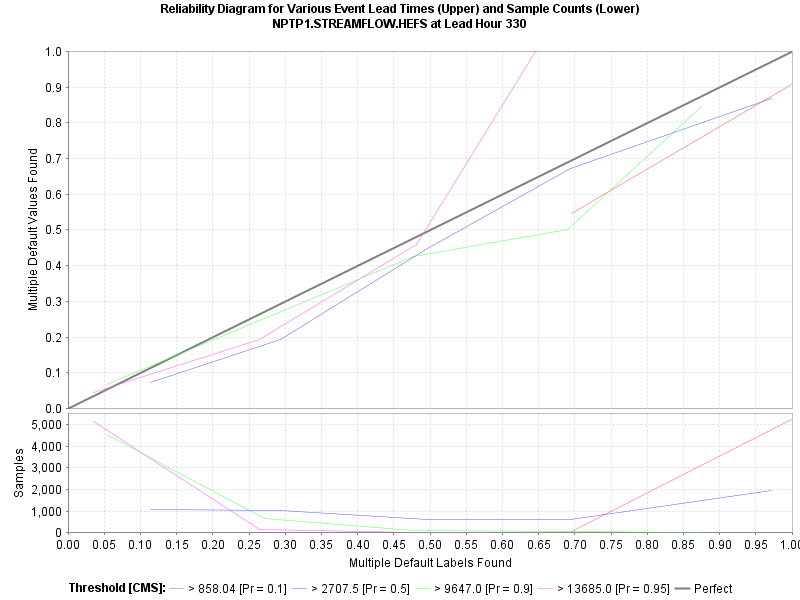 Reliability Diagram for Various Event Lead Times (Upper) and Sample Counts (Lower)
NPTP1.STREAMFLOW.HEFS at Lead Hour 330
1.0
0.9
0.8
0.7
0.6
0.5
0.4
0.3
0.2
0.1
0.0
Multiple Default Values Found
5,000
4,000
3,000
2,000
1,000
0
Samples
0.00 0.05 0.10 0.15 0.20 0.25 0.30 0.35 0.40 0.45 0.50 0.55 0.60 0.65 0.70 0.75 0.80 0.85 0.90 0.95 1.0
Multiple Default Labels Found
Threshold [CMS]: > 858.04 [Pr = 0.1] > 2707.5 [Pr = 0.5] > 9647.0 [Pr = 0.9] > 13685.0 [Pr = 0.95] Perfect